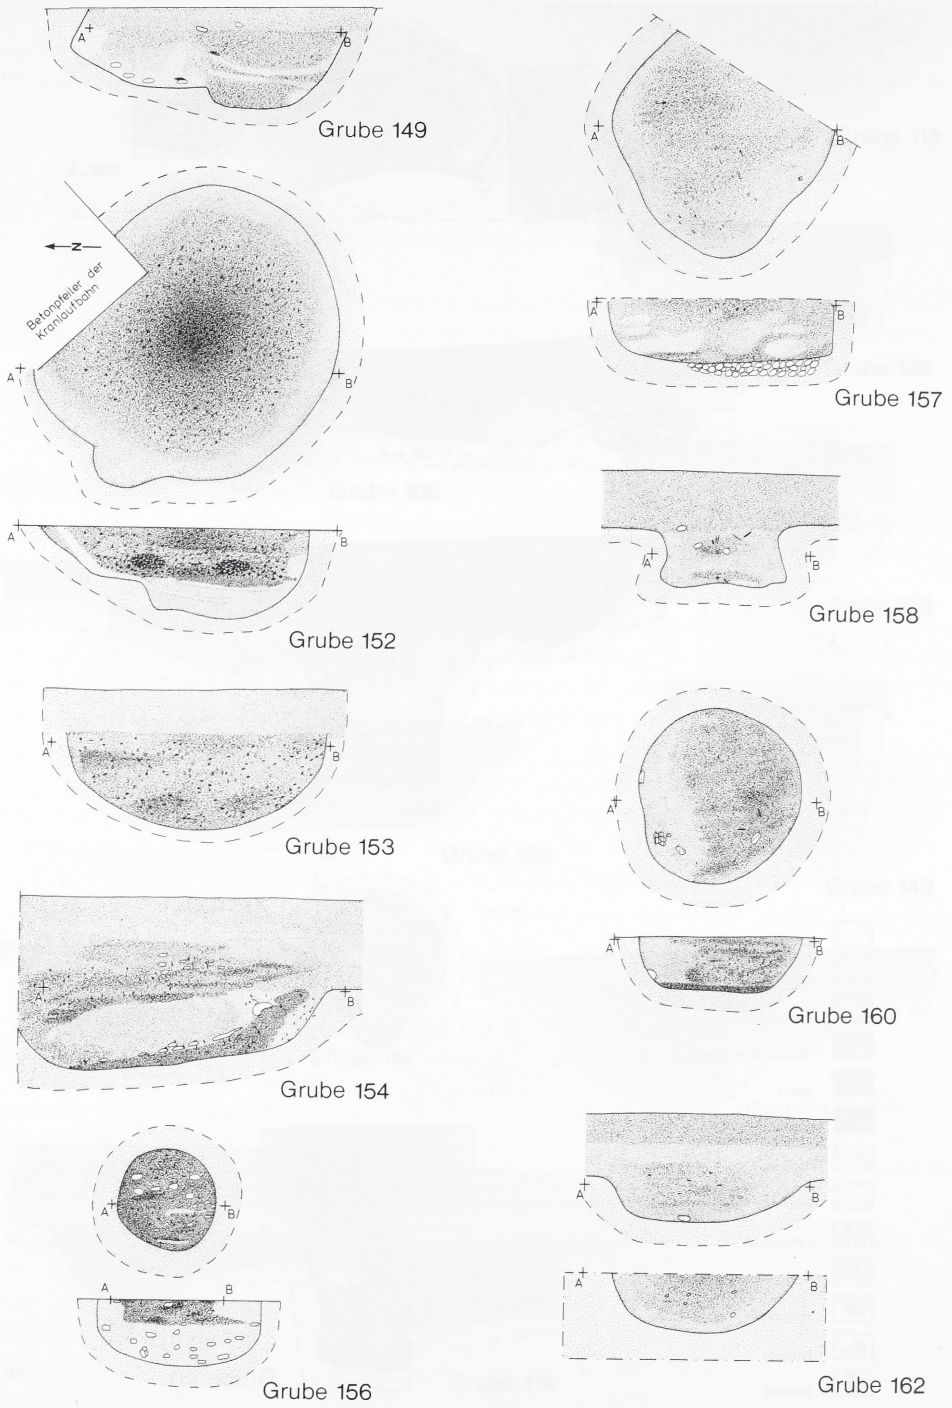 A
B
Grube 149
N
Betonpfeiler der
Kranlaufbahn
A
B
A
B
Grube 152
A
B
Grube 153
A
B
Grube 154
A
B
A
B
Grube 156
A
B
A
B
Grube 157
A
B
Grube 158
A
B
A
B
Grube 160
A
B
A
B
Grube 162